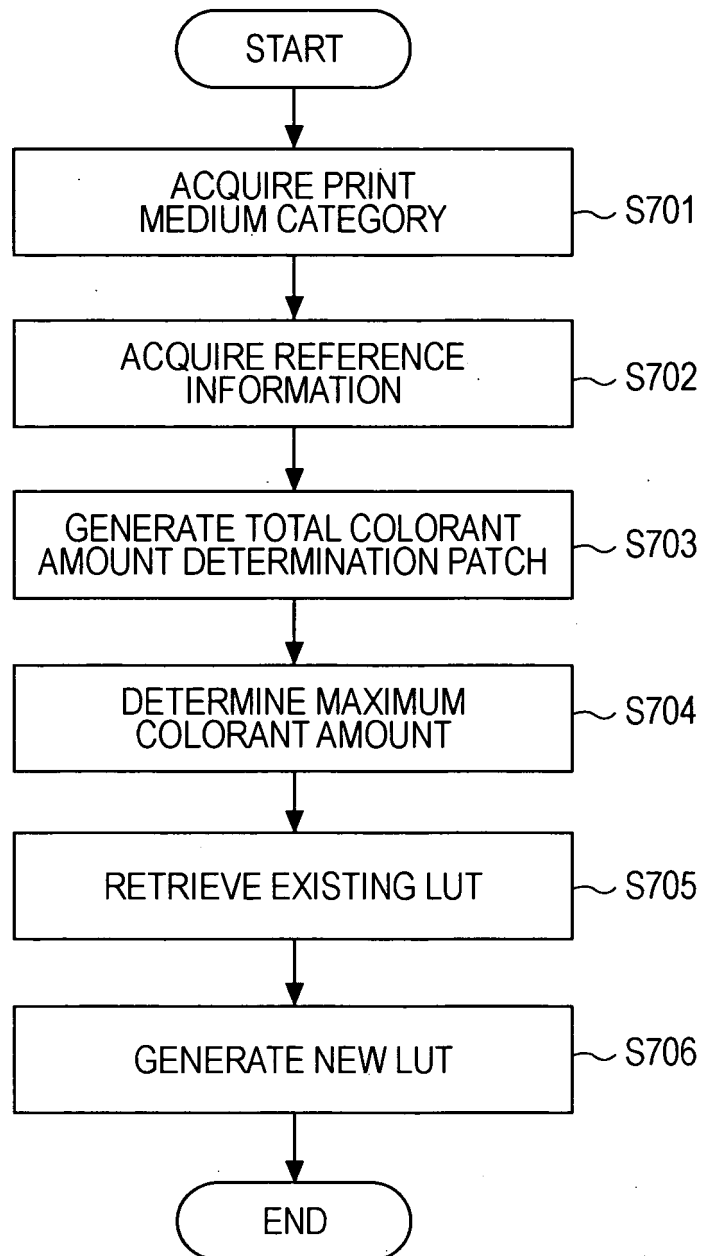 START
ACQUIRE PRINT
MEDIUM CATEGORY
S701
ACQUIRE REFERENCE
INFORMATION
S702
GENERATE TOTAL COLORANT
AMOUNT DETERMINATION PATCH
S703
DETERMINE MAXIMUM
COLORANT AMOUNT
S704
RETRIEVE EXISTING LUT
S705
GENERATE NEW LUT
S706
END